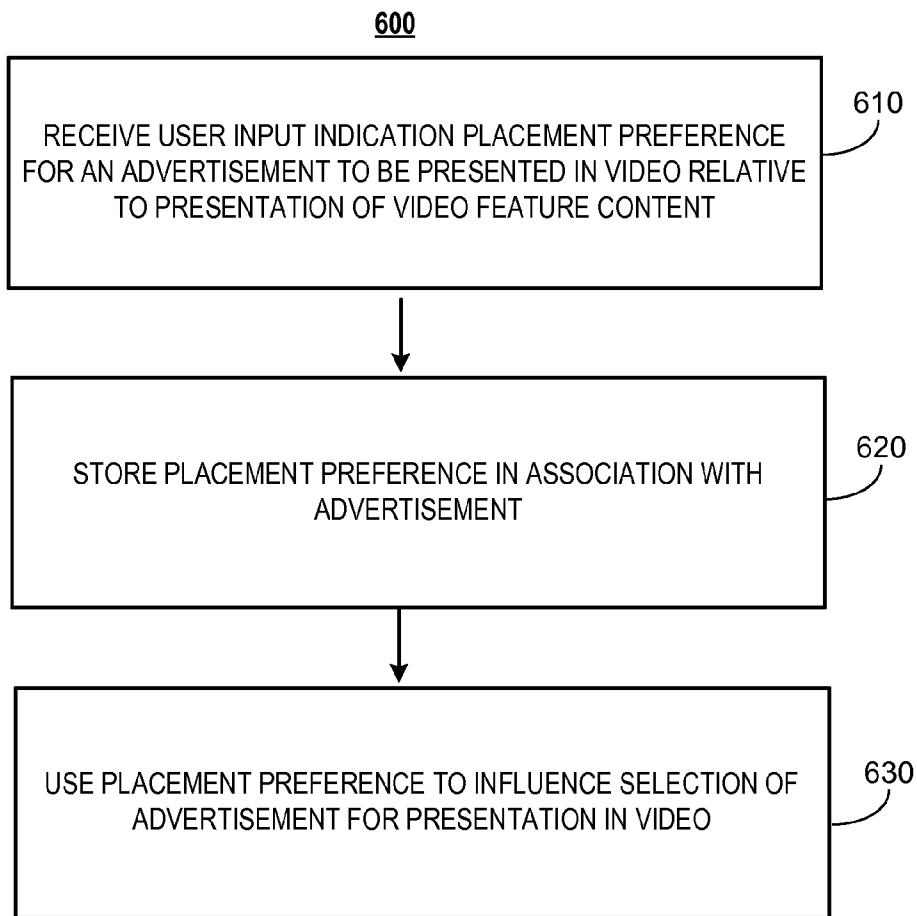 600
RECEIVE USER INPUT INDICATION PLACEMENT PREFERENCE
FOR AN ADVERTISEMENT TO BE PRESENTED IN VIDEO RELATIVE
TO PRESENTATION OF VIDEO FEATURE CONTENT
610
STORE PLACEMENT PREFERENCE IN ASSOCIATION WITH
ADVERTISEMENT
620
USE PLACEMENT PREFERENCE TO INFLUENCE SELECTION OF
ADVERTISEMENT FOR PRESENTATION IN VIDEO
630